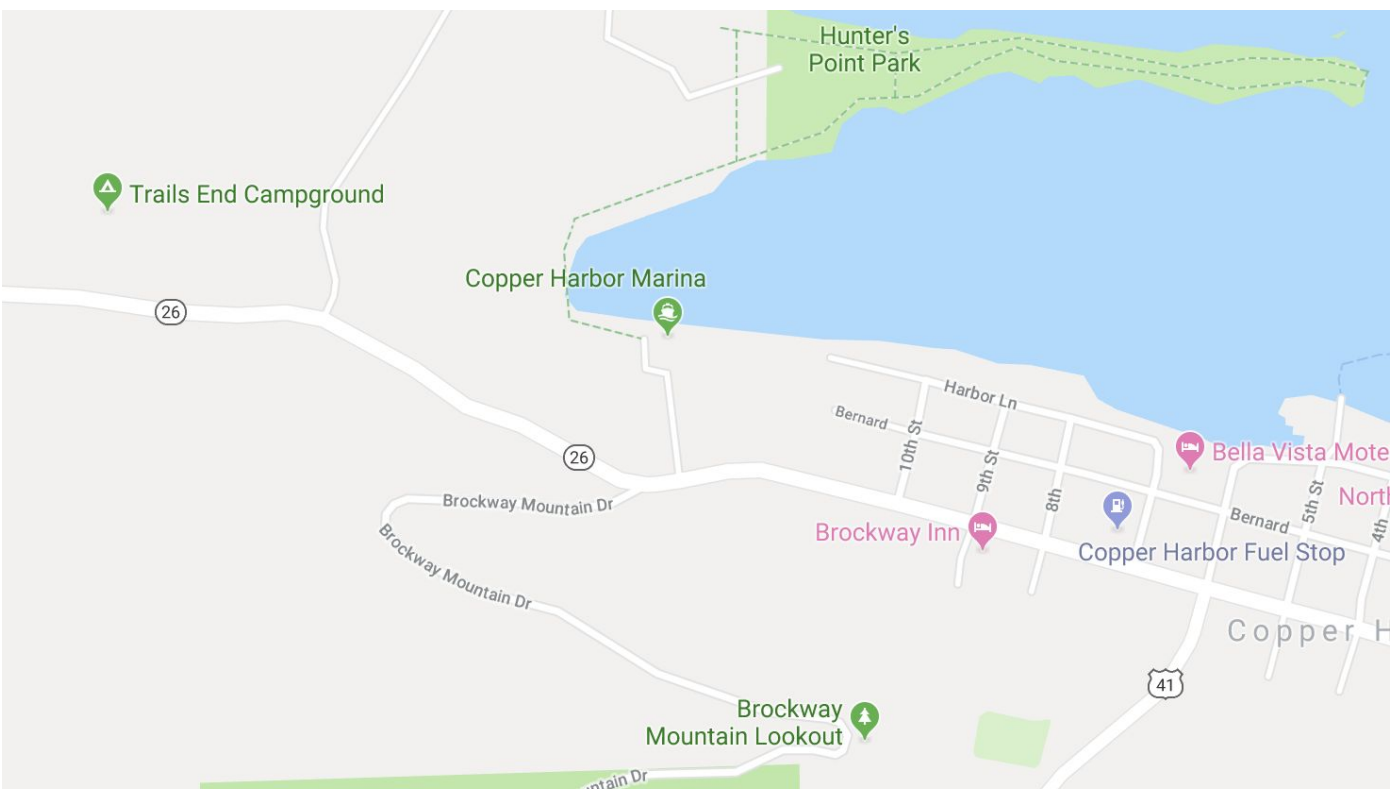 Hunter's
Point Park
Trails End Campground
Copper Harbor Marina
26
Harbor Ln
Bernard
10th St
9th St
8th
26
Bella Vista Mote
5th St
North
4th
Brockway Mountain Dr
Brockway Inn
Bernard
Copper Harbor Fuel Stop
Brockway Mountain Dr
Copper H
41
Brockway
Mountain Lookout
ntain Dr